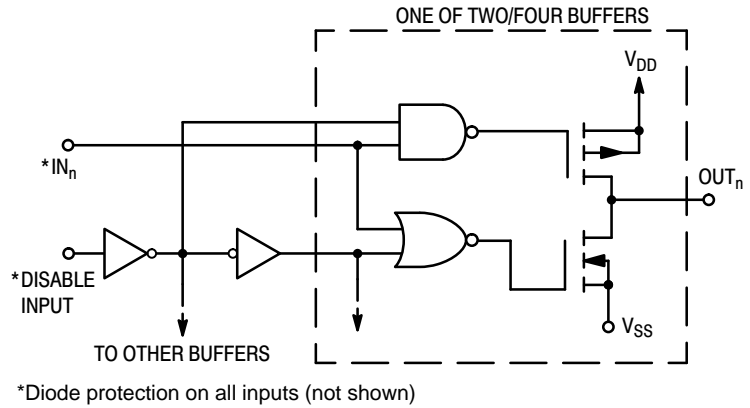 ONE OF TWO/FOUR BUFFERS
VDD
*INn
OUTn
*DISABLE
INPUT
VSS
TO OTHER BUFFERS
*Diode protection on all inputs (not shown)